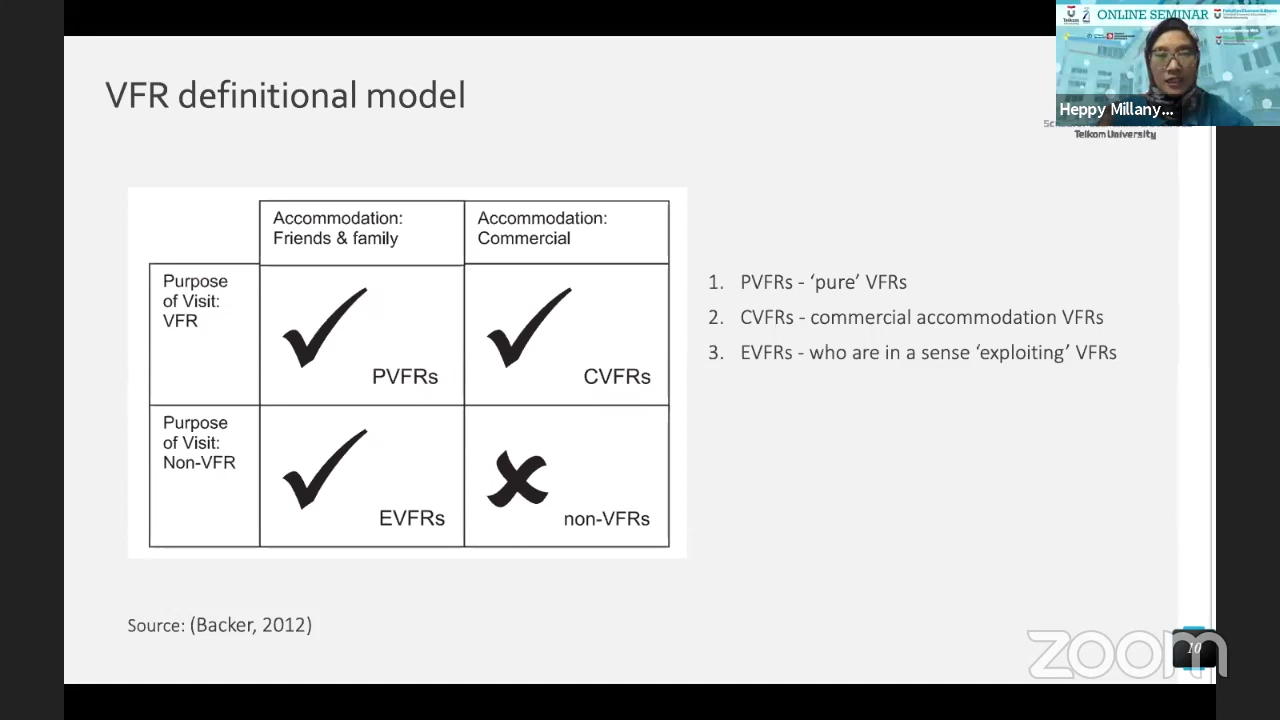 ONLINE SEMINAR
Heppy Millany...
Telkom University
VFR definitional model
Accommodation:
Friends & family
Accommodation:
Commercial
Purpose
of Visit:
VFR
PVFRs
CVFRs
Purpose
of Visit:
Non-VFR
EVFRs
non-VFRs
1. PVFRs - ‘pure’ VFRs
2. CVFRs - commercial accommodation VFRs
3. EVFRs - who are in a sense ‘exploiting’ VFRs
Source: (Backer, 2012)
zoom
10